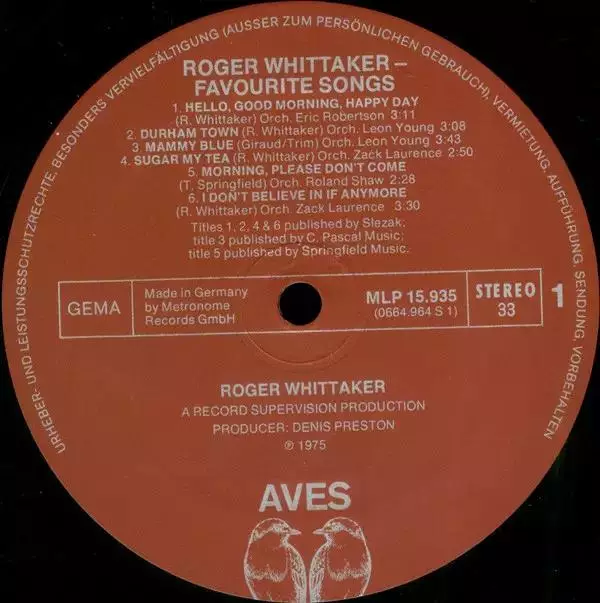 URHEBER- UND LEISTUNGSSCHUTZRECHTE, BESONDERS VERVIELFÄLTIGUNG (AUSSER ZUM PERSÖNLICHEN GEBRAUCH), VERMIETUNG, AUFFÜHRUNG, SENDUNG, VORBEHALTEN
ROGER WHITTAKER –
FAVOURITE SONGS
1. HELLO, GOOD MORNING, HAPPY DAY
(R. Whittaker) Orch. Eric Robertson 3:11
2. DURHAM TOWN (R. Whittaker) Orch. Leon Young 3:08
3. MAMMY BLUE (Giraud/Trim) Orch. Leon Young 3:43
4. SUGAR MY TEA (R. Whittaker) Orch. Zack Laurence 2:50
5. MORNING, PLEASE DON'T COME
(T. Springfield) Orch. Roland Shaw 2:28
6. I DON'T BELIEVE IN IF ANYMORE
(R. Whittaker) Orch. Zack Laurence 3:30
Titles 1, 2, 4 & 6 published by Slezak;
title 3 published by C. Pascal Music;
title 5 published by Springfield Music.
GEMA
Made in Germany
by Metronome
Records GmbH
MLP 15.935
(0664.964 S 1)
STEREO
33
1
ROGER WHITTAKER
A RECORD SUPERVISION PRODUCTION
PRODUCER: DENIS PRESTON
℗ 1975
AVES